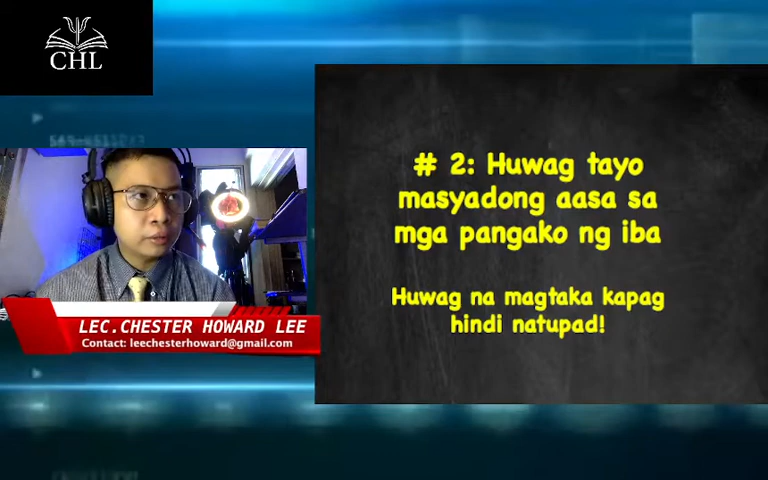 CHL
# 2: Huwag tayo
masyadong aasa sa
mga pangako ng iba
Huwag na magtaka kapag
hindi natupad!
LEC.CHESTER HOWARD LEE
Contact: leechesterhoward@gmail.com